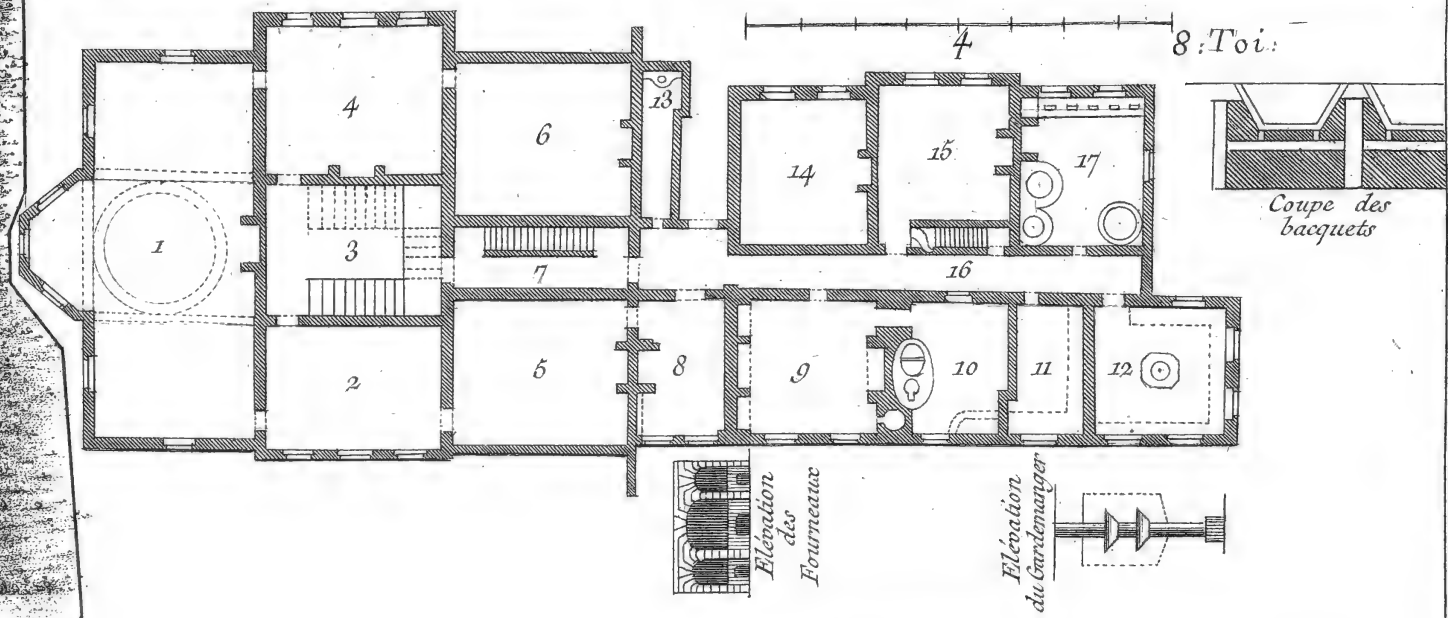 4
8: Toi:
Coupe des
bacquets
1
2
3
4
5
6
7
8
9
10
11
12
13
14
15
16
17
Elévation
des
Fourneaux
Elévation
du Gardemanger